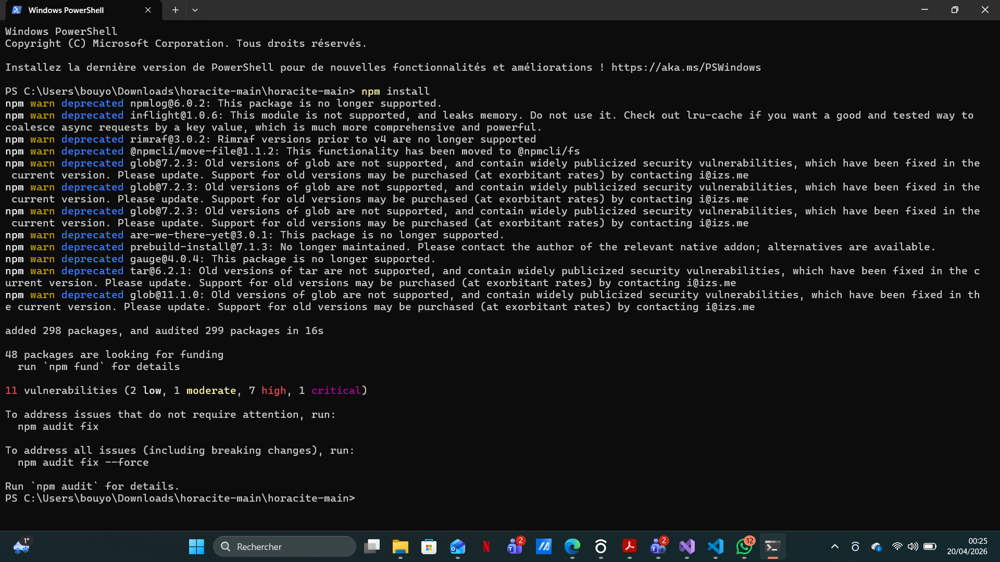 Windows PowerShell
Windows PowerShell
Copyright (C) Microsoft Corporation. Tous droits réservés.
Installez la dernière version de PowerShell pour de nouvelles fonctionnalités et améliorations ! https://aka.ms/PSWindows
PS C:\Users\bouyo\Downloads\horacite-main\horacite-main> npm install
npm warn deprecated npmlog@6.0.2: This package is no longer supported.
npm warn deprecated inflight@1.0.6: This module is not supported, and leaks memory. Do not use it. Check out lru-cache if you want a good and tested way to
coalesce async requests by a key value, which is much more comprehensive and powerful.
npm warn deprecated rimraf@3.0.2: Rimraf versions prior to v4 are no longer supported
npm warn deprecated @npmcli/move-file@1.1.2: This functionality has been moved to @npmcli/fs
npm warn deprecated glob@7.2.3: Old versions of glob are not supported, and contain widely publicized security vulnerabilities, which have been fixed in the
 current version. Please update. Support for old versions may be purchased (at exorbitant rates) by contacting i@izs.me
npm warn deprecated glob@7.2.3: Old versions of glob are not supported, and contain widely publicized security vulnerabilities, which have been fixed in the
 current version. Please update. Support for old versions may be purchased (at exorbitant rates) by contacting i@izs.me
npm warn deprecated glob@7.2.3: Old versions of glob are not supported, and contain widely publicized security vulnerabilities, which have been fixed in the
 current version. Please update. Support for old versions may be purchased (at exorbitant rates) by contacting i@izs.me
npm warn deprecated are-we-there-yet@3.0.1: This package is no longer supported.
npm warn deprecated prebuild-install@7.1.3: No longer maintained. Please contact the author of the relevant native addon; alternatives are available.
npm warn deprecated gauge@4.0.4: This package is no longer supported.
npm warn deprecated tar@6.2.1: Old versions of tar are not supported, and contain widely publicized security vulnerabilities, which have been fixed in the c
urrent version. Please update. Support for old versions may be purchased (at exorbitant rates) by contacting i@izs.me
npm warn deprecated glob@11.1.0: Old versions of glob are not supported, and contain widely publicized security vulnerabilities, which have been fixed in th
e current version. Please update. Support for old versions may be purchased (at exorbitant rates) by contacting i@izs.me
added 298 packages, and audited 299 packages in 16s
48 packages are looking for funding
  run `npm fund` for details
11 vulnerabilities (2 low, 1 moderate, 7 high, 1 critical)
To address issues that do not require attention, run:
  npm audit fix
To address all issues (including breaking changes), run:
  npm audit fix --force
Run `npm audit` for details.
PS C:\Users\bouyo\Downloads\horacite-main\horacite-main>
1°
Rechercher
2
2
12
00:25
20/04/2026